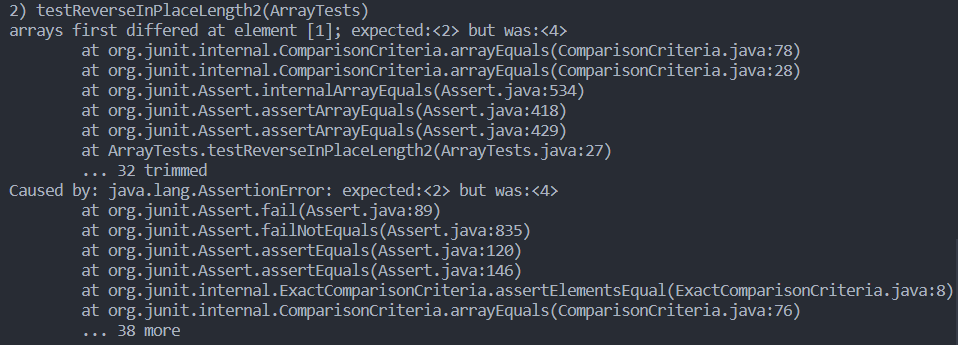 2) testReverseInPlaceLength2(ArrayTests)
arrays first differed at element [1]; expected:<2> but was:<4>
        at org.junit.internal.ComparisonCriteria.arrayEquals(ComparisonCriteria.java:78)
        at org.junit.internal.ComparisonCriteria.arrayEquals(ComparisonCriteria.java:28)
        at org.junit.Assert.internalArrayEquals(Assert.java:534)
        at org.junit.Assert.assertArrayEquals(Assert.java:418)
        at org.junit.Assert.assertArrayEquals(Assert.java:429)
        at ArrayTests.testReverseInPlaceLength2(ArrayTests.java:27)
        ... 32 trimmed
Caused by: java.lang.AssertionError: expected:<2> but was:<4>
        at org.junit.Assert.fail(Assert.java:89)
        at org.junit.Assert.failNotEquals(Assert.java:835)
        at org.junit.Assert.assertEquals(Assert.java:120)
        at org.junit.Assert.assertEquals(Assert.java:146)
        at org.junit.internal.ExactComparisonCriteria.assertElementsEqual(ExactComparisonCriteria.java:8)
        at org.junit.internal.ComparisonCriteria.arrayEquals(ComparisonCriteria.java:76)
        ... 38 more